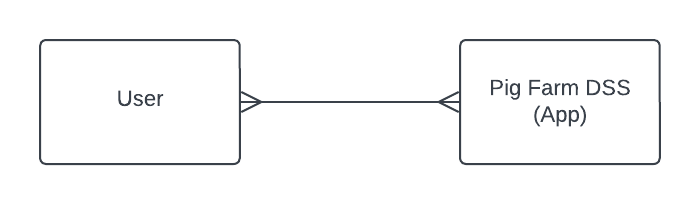 User
Pig Farm DSS
(App)